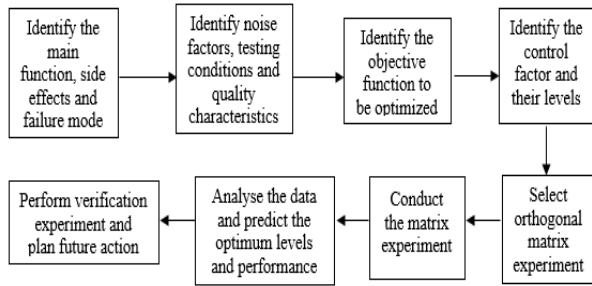 Identify the
main
function, side
effects and
failure mode
Identify noise
factors, testing
conditions and
quality
characteristics
Identify the
objective
function to
be optimized
Identify the
control
factor and
their levels
Select
orthogonal
matrix
experiment
Conduct
the matrix
experiment
Analyse the data
and predict the
optimum levels
and performance
Perform verification
experiment and
plan future action